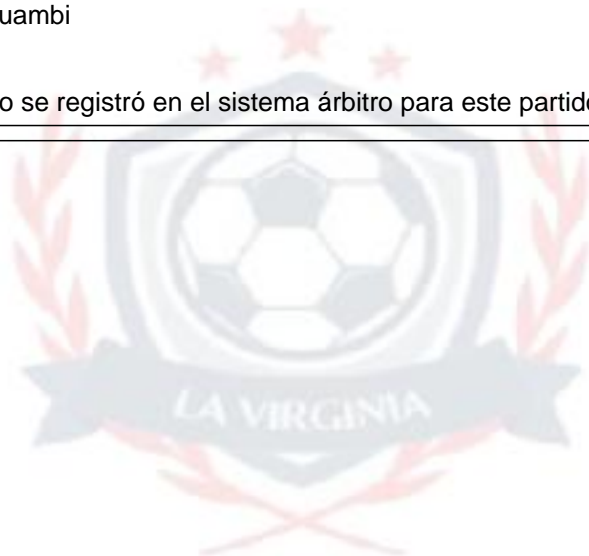 uambi
o se registró en el sistema árbitro para este partid
LA VIRGINIA